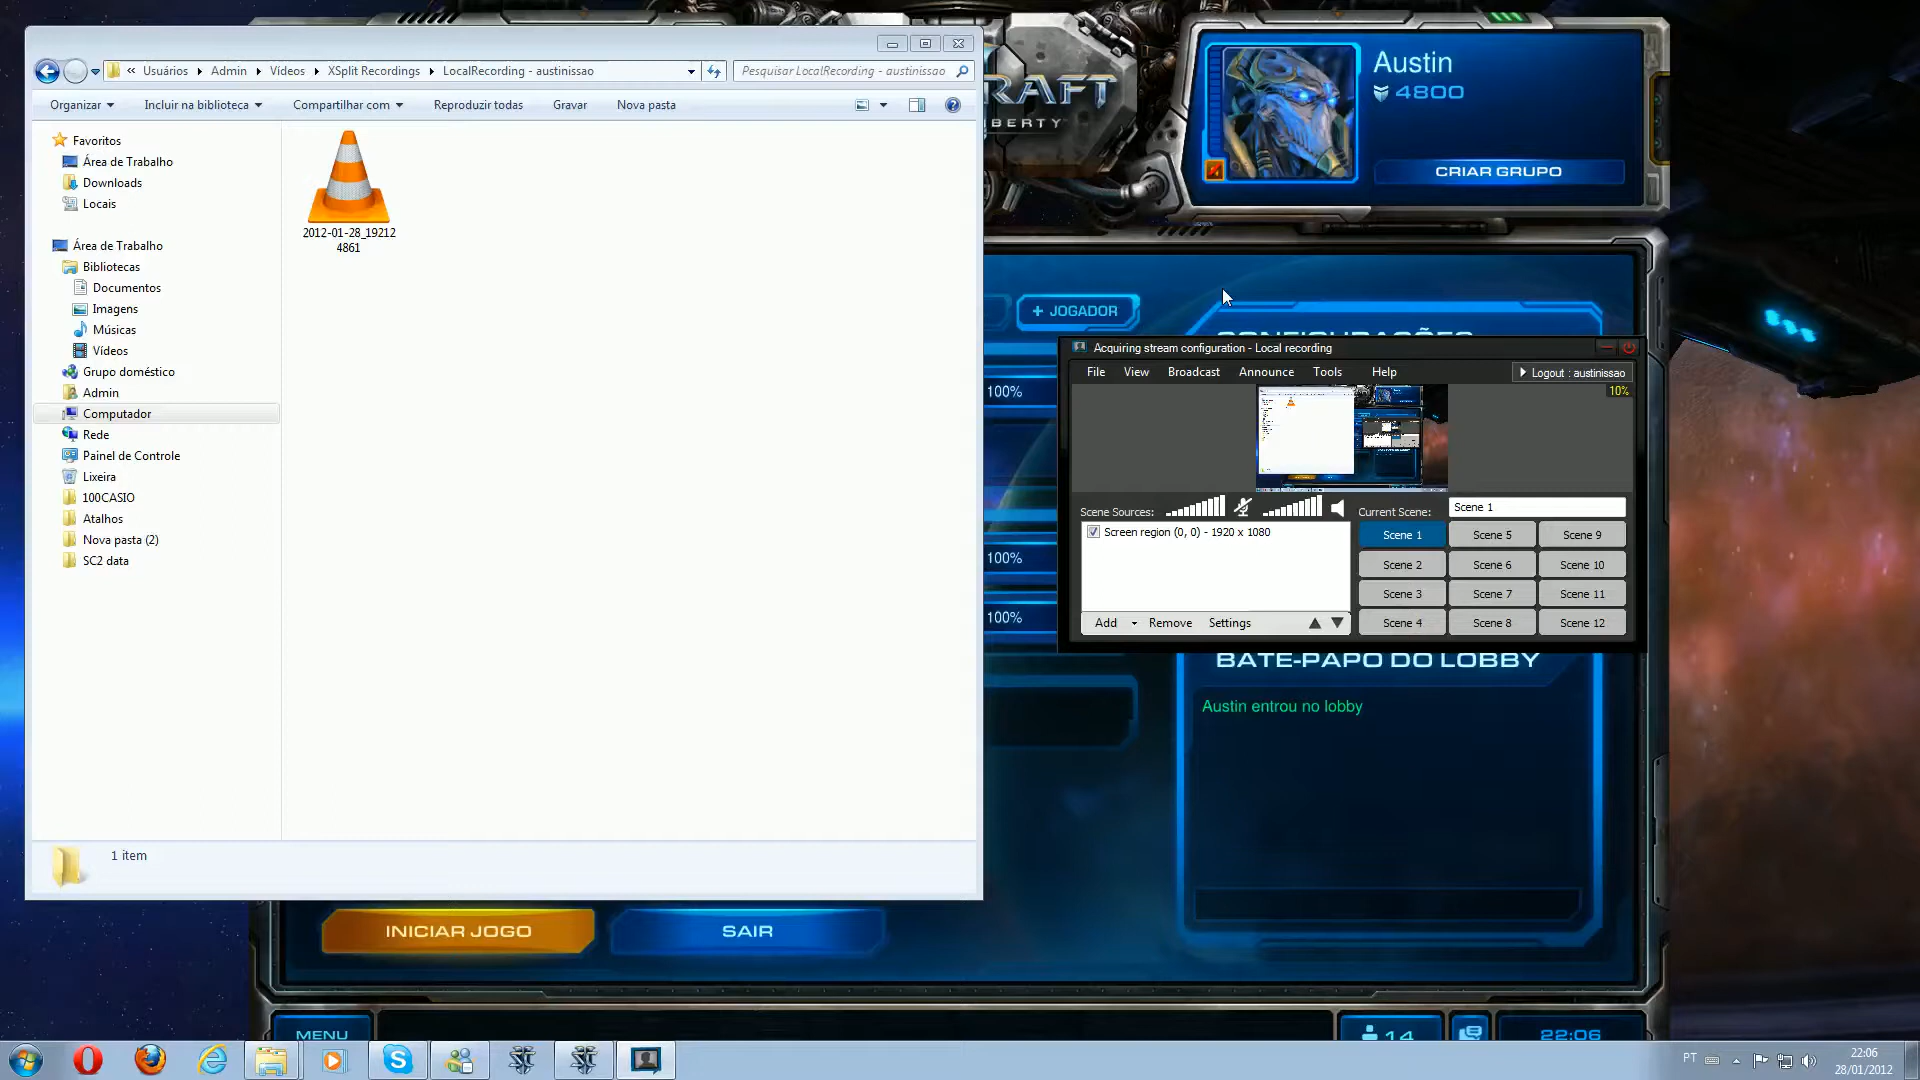 « Usuários Admin Vídeos XSplit Recordings LocalRecording - austinissao
Pesquisar LocalRecording - austinissao
Organizar Incluir na biblioteca Compartilhar com Reproduzir todas Gravar Nova pasta
Favoritos
Área de Trabalho
Downloads
Locais
Área de Trabalho
Bibliotecas
Documentos
Imagens
Músicas
Vídeos
Grupo doméstico
Admin
Computador
Rede
Painel de Controle
Lixeira
100CASIO
Atalhos
Nova pasta (2)
SC2 data
2012-01-28_19212
4861
1 item
RAFT
IBERTY™
Austin
4800
CRIAR GRUPO
+ JOGADOR
CONFIGURAÇÕES
100%
100%
100%
Acquiring stream configuration - Local recording
File View Broadcast Announce Tools Help
Logout : austinissao
10%
Scene Sources:
Current Scene: Scene 1
Screen region (0, 0) - 1920 x 1080
Scene 1 Scene 5 Scene 9
Scene 2 Scene 6 Scene 10
Scene 3 Scene 7 Scene 11
Scene 4 Scene 8 Scene 12
Add Remove Settings
BATE-PAPO DO LOBBY
Austin entrou no lobby
INICIAR JOGO
SAIR
MENU
14
22:06
PT
22:06
28/01/2012